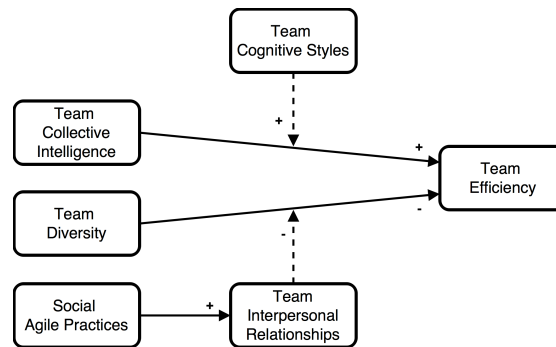 Team
Cognitive Styles
+
Team
Collective
Intelligence
+
Team
Efficiency
Team
Diversity
-
-
Social
Agile Practices
+
Team
Interpersonal
Relationships